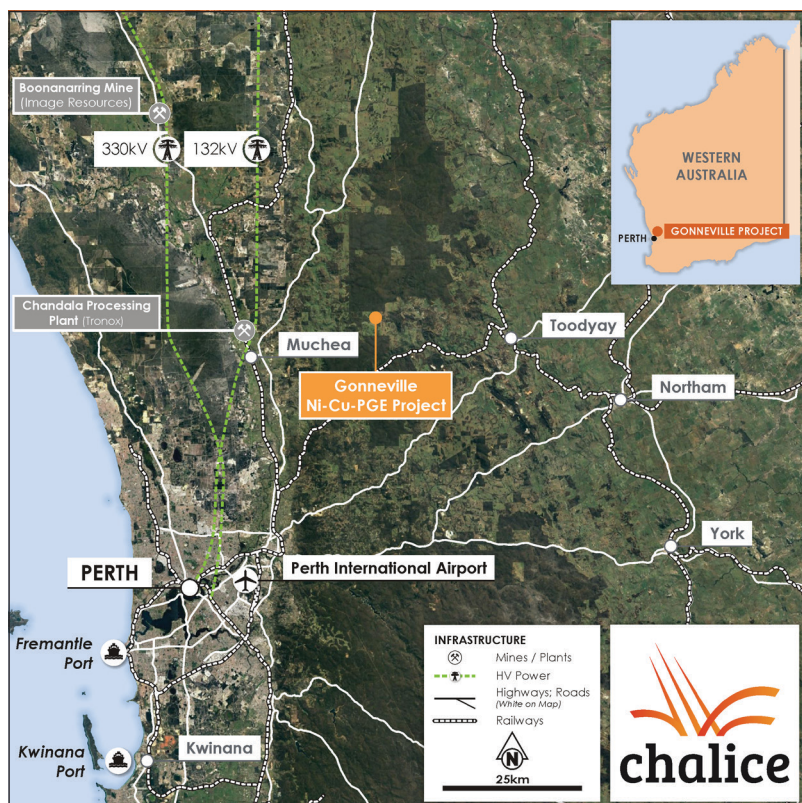 Boonanarring Mine
(Image Resources)
330kV
132kV
WESTERN
AUSTRALIA
PERTH
GONNEVILLE PROJECT
Chandala Processing
Plant (Tronox)
Muchea
Toodyay
Gonneville
Ni-Cu-PGE Project
Northam
York
PERTH
Perth International Airport
Fremantle
Port
Kwinana
Port
Kwinana
INFRASTRUCTURE
Mines / Plants
HV Power
Highways; Roads
(White on Map)
Railways
N
25km
chalice